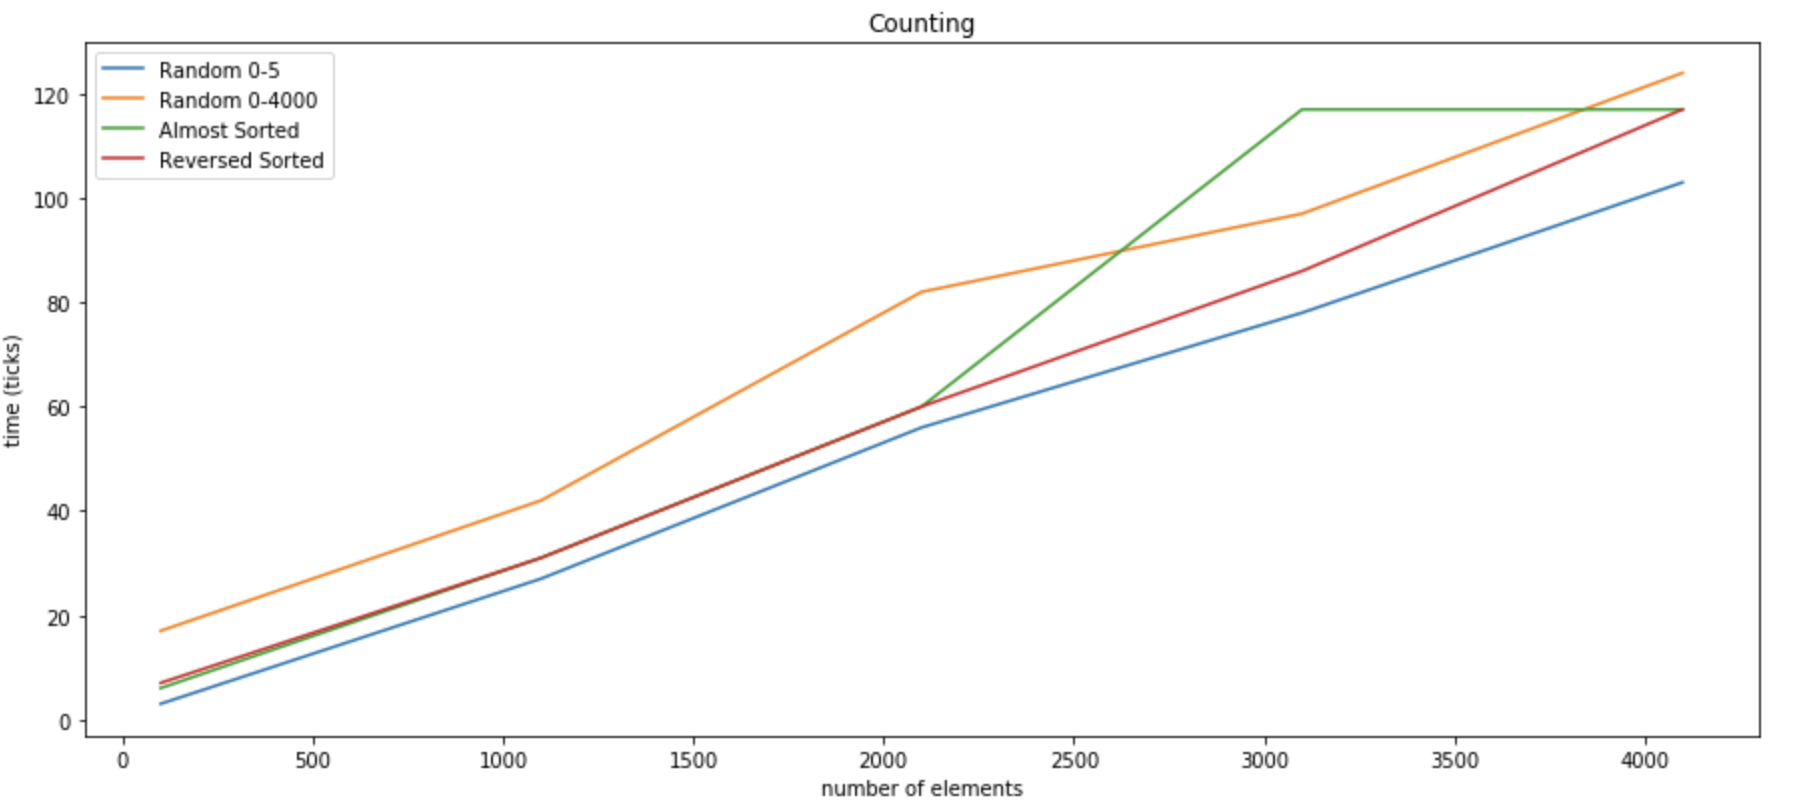 Counting
Random 0-5
Random 0-4000
Almost Sorted
Reversed Sorted
120
100
80
60
40
20
0
time (ticks)
0 500 1000 1500 2000 2500 3000 3500 4000
number of elements